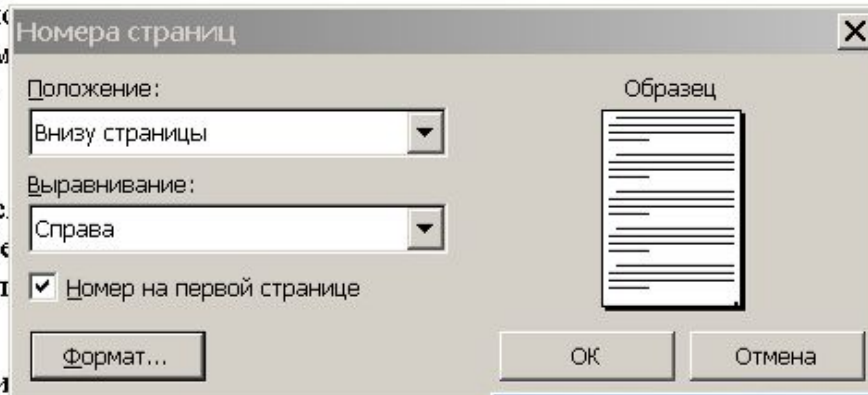 Номера страниц
Положение:
Внизу страницы
Выравнивание:
Справа
Номер на первой странице
Формат...
Образец
ОК
Отмена